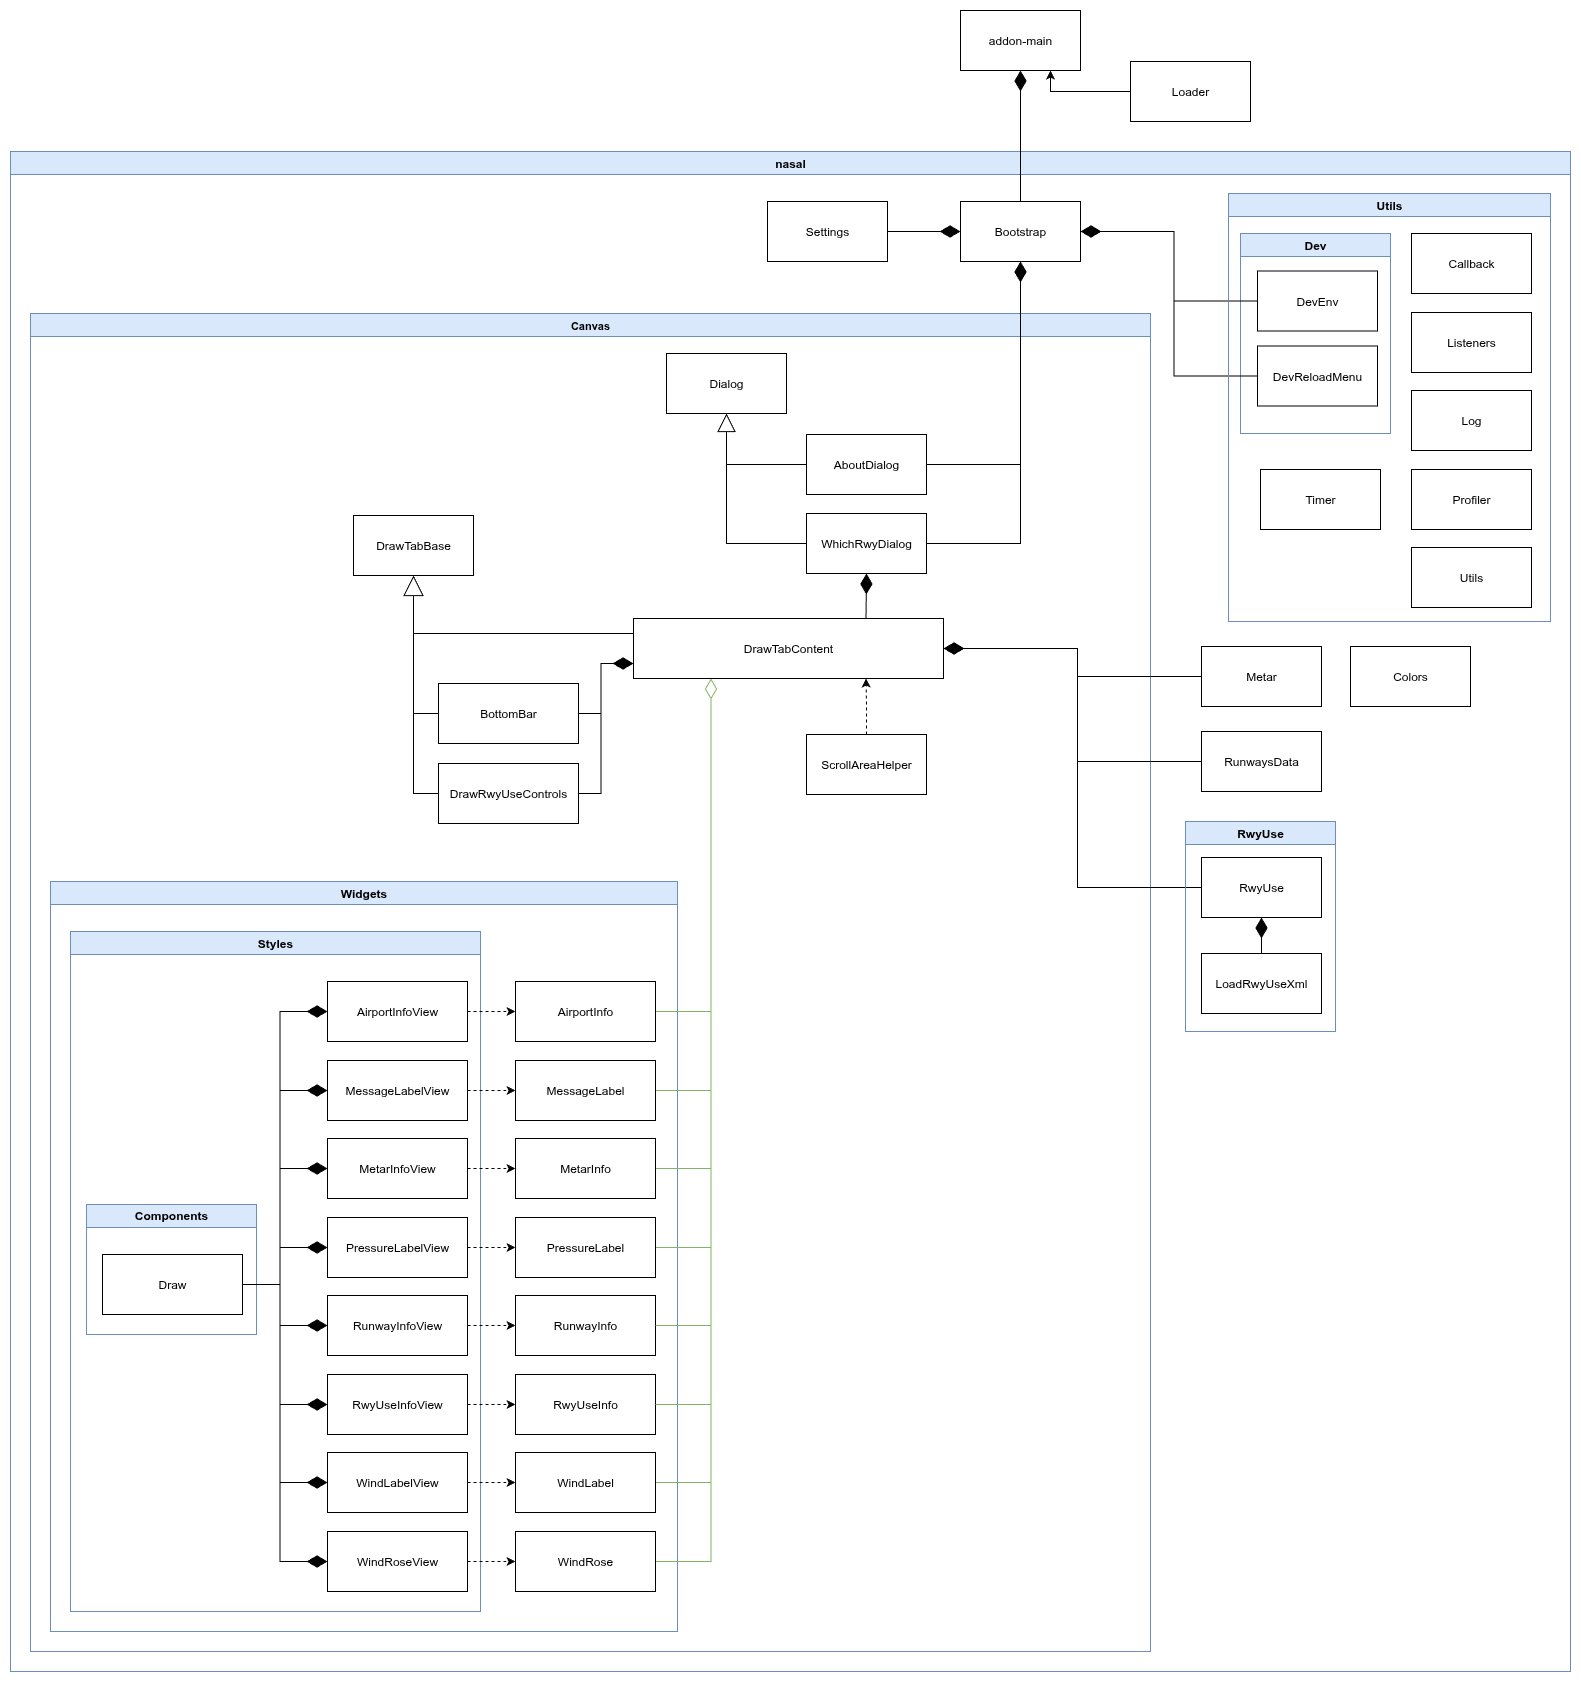 addon-main
Loader
nasal
Utils
Settings
Bootstrap
Dev
Callback
DevEnv
Canvas
Listeners
DevReloadMenu
Dialog
Log
AboutDialog
Timer
Profiler
DrawTabBase
WhichRwyDialog
Utils
DrawTabContent
Metar
Colors
BottomBar
ScrollAreaHelper
RunwaysData
DrawRwyUseControls
RwyUse
RwyUse
Widgets
Styles
LoadRwyUseXml
AirportInfoView
AirportInfo
MessageLabelView
MessageLabel
MetarInfoView
MetarInfo
Components
PressureLabelView
PressureLabel
Draw
RunwayInfoView
RunwayInfo
RwyUseInfoView
RwyUseInfo
WindLabelView
WindLabel
WindRoseView
WindRose